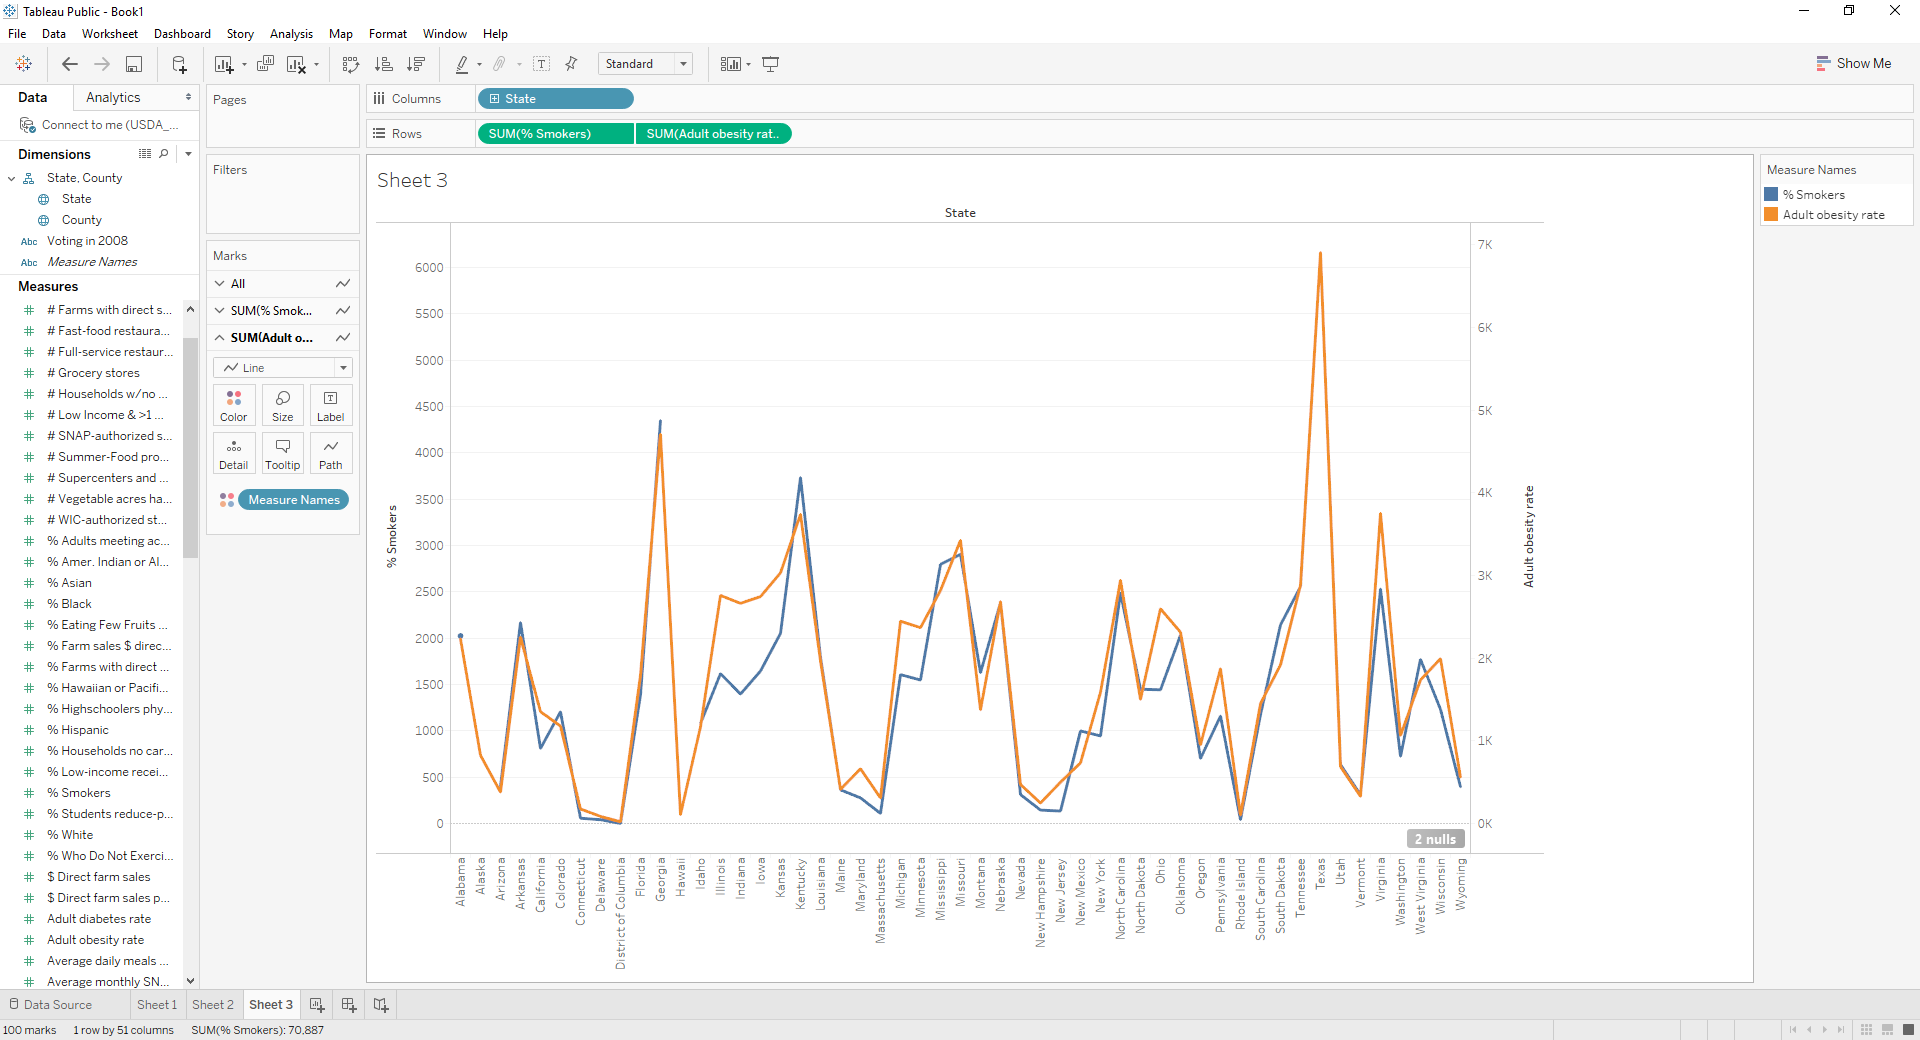 Tableau Public - Book1
File Data Worksheet Dashboard Story Analysis Map Format Window Help
Standard
Show Me
Data Analytics
Connect to me (USDA_...
Dimensions
State, County
State
County
Abc Voting in 2008
Abc Measure Names
Measures
# Farms with direct s...
# Fast-food restaura...
# Full-service restaur...
# Grocery stores
# Households w/no ...
# Low Income & >1 ...
# SNAP-authorized s...
# Summer-Food pro...
# Supercenters and ...
# Vegetable acres ha...
# WIC-authorized st...
% Adults meeting ac...
% Amer. Indian or Al...
% Asian
% Black
% Eating Few Fruits ...
% Farm sales $ direc...
% Farms with direct ...
% Hawaiian or Pacifi...
% Highschoolers phy...
% Hispanic
% Households no car...
% Low-income recei...
% Smokers
% Students reduce-p...
% White
% Who Do Not Exerci...
$ Direct farm sales
$ Direct farm sales p...
Adult diabetes rate
Adult obesity rate
Average daily meals ...
Average monthly SN...
Pages
Filters
Marks
All
SUM(% Smok...
SUM(Adult o...
Line
Color Size Label
Detail Tooltip Path
Measure Names
Columns State
Rows SUM(% Smokers) SUM(Adult obesity rat..
Sheet 3
State
% Smokers
6000
5500
5000
4500
4000
3500
3000
2500
2000
1500
1000
500
0
7K
6K
5K
4K
3K
2K
1K
0K
Adult obesity rate
2 nulls
Alabama
Alaska
Arizona
Arkansas
California
Colorado
Connecticut
Delaware
District of Columbia
Florida
Georgia
Hawaii
Idaho
Illinois
Indiana
Iowa
Kansas
Kentucky
Louisiana
Maine
Maryland
Massachusetts
Michigan
Minnesota
Mississippi
Missouri
Montana
Nebraska
Nevada
New Hampshire
New Jersey
New Mexico
New York
North Carolina
North Dakota
Ohio
Oklahoma
Oregon
Pennsylvania
Rhode Island
South Carolina
South Dakota
Tennessee
Texas
Utah
Vermont
Virginia
Washington
West Virginia
Wisconsin
Wyoming
Measure Names
% Smokers
Adult obesity rate
Data Source Sheet 1 Sheet 2 Sheet 3
100 marks 1 row by 51 columns SUM(% Smokers): 70,887